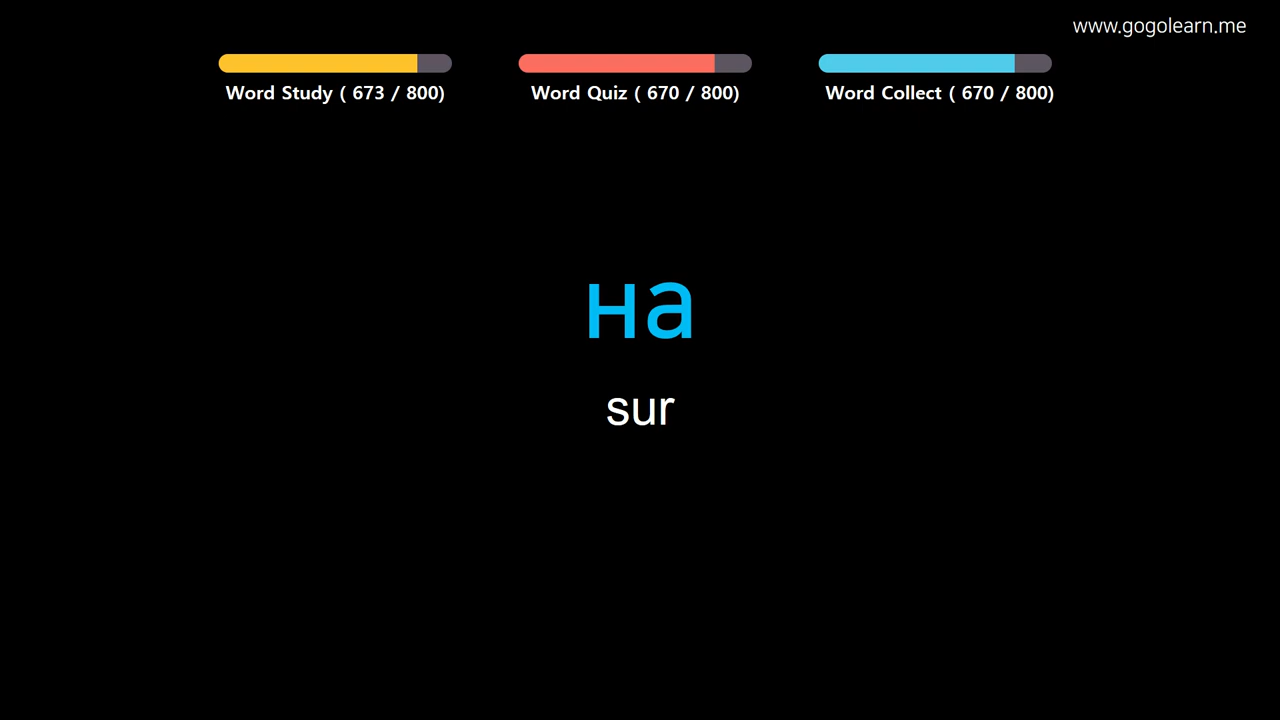 www.gogolearn.me
Word Study ( 673 / 800)
Word Quiz ( 670 / 800)
Word Collect ( 670 / 800)
на
sur